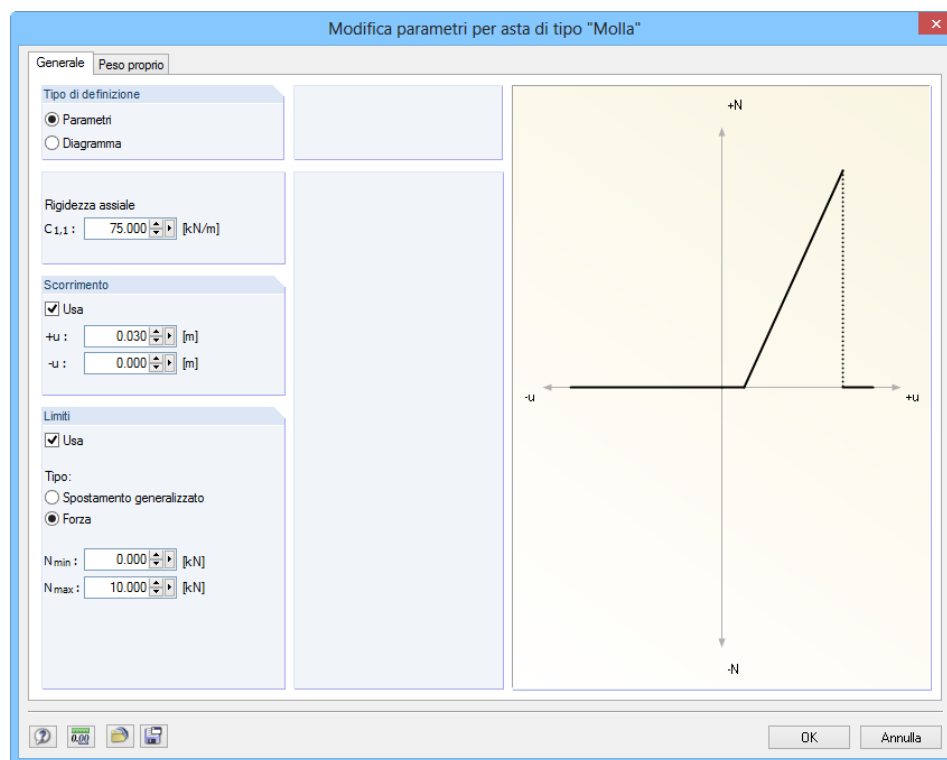 Modifica parametri per asta di tipo "Molla"
Generale
Peso proprio
Tipo di definizione
Parametri
Diagramma
Rigidezza assiale
C1,1 : 75.000 [kN/m]
Scorrimento
Usa
+u : 0.030 [m]
-u : 0.000 [m]
Limiti
Usa
Tipo:
Spostamento generalizzato
Forza
Nmin : 0.000 [kN]
Nmax : 10.000 [kN]
+N
-u
+u
-N
0.00
OK
Annulla